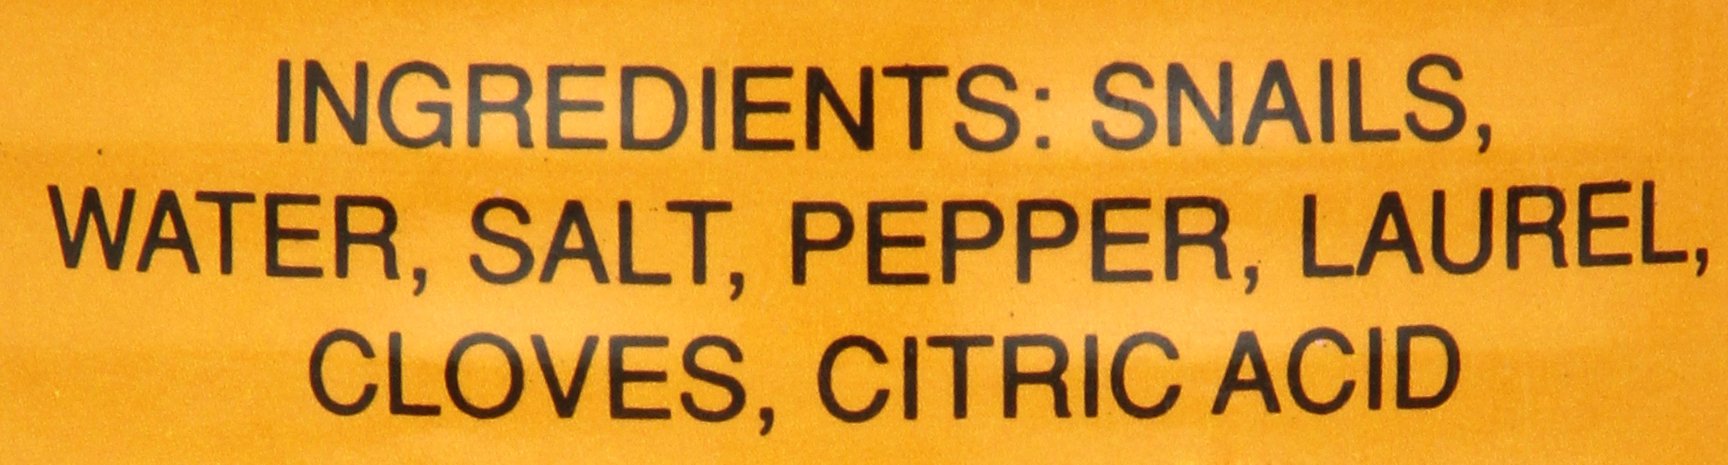 INGREDIENTS: SNAILS,
WATER, SALT, PEPPER, LAUREL,
CLOVES, CITRIC ACID